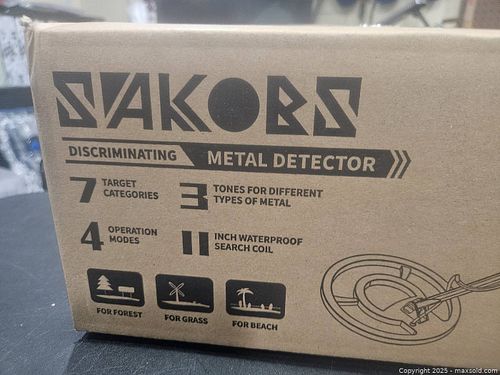 SAKOBS
DISCRIMINATING METAL DETECTOR
7 TARGET
CATEGORIES
3 TONES FOR DIFFERENT
TYPES OF METAL
4 OPERATION
MODES
11 INCH WATERPROOF
SEARCH COIL
FOR FOREST
FOR GRASS
FOR BEACH
Copyright 2025 - maxsold.com